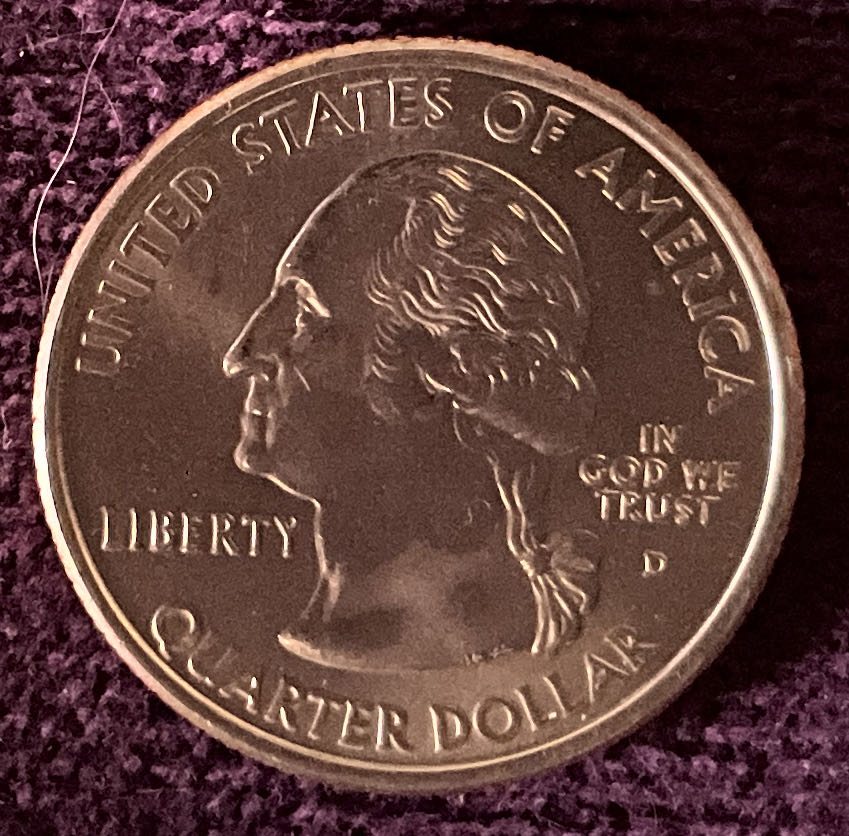 UNITED STATES OF AMERICA
IN
GOD WE
TRUST
LIBERTY
D
QUARTER DOLLAR